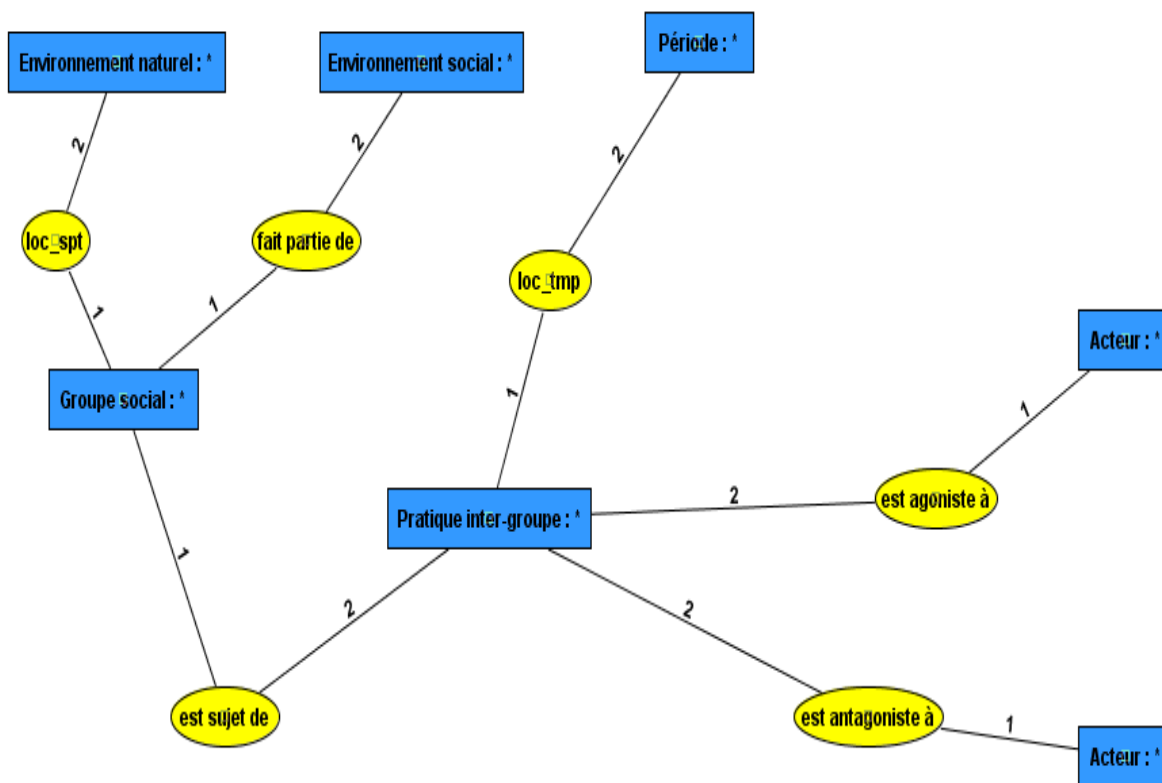 Période : *
Environnement naturel : *
Environnement social : *
2
2
2
loc_spt
fait partie de
loc_tmp
1
1
Acteur : *
Groupe social : *
1
1
2
est agoniste à
Pratique inter-groupe : *
1
2
2
est sujet de
est antagoniste à
1
Acteur : *